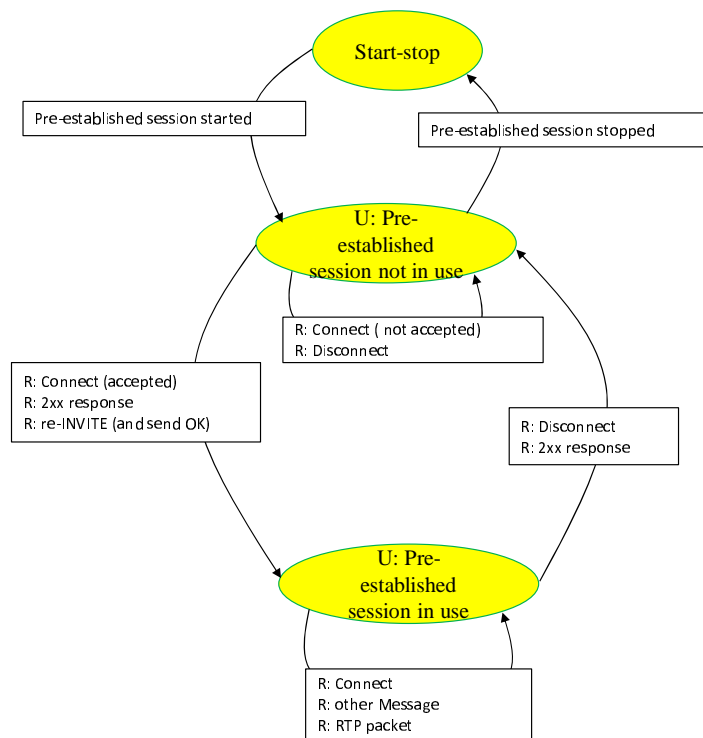 Start-stop
Pre-established session started
Pre-established session stopped
U: Pre-
established
session not in use
R: Connect ( not accepted)
R: Disconnect
R: Connect (accepted)
R: 2xx response
R: re-INVITE (and send OK)
R: Disconnect
R: 2xx response
U: Pre-
established
session in use
R: Connect
R: other Message
R: RTP packet